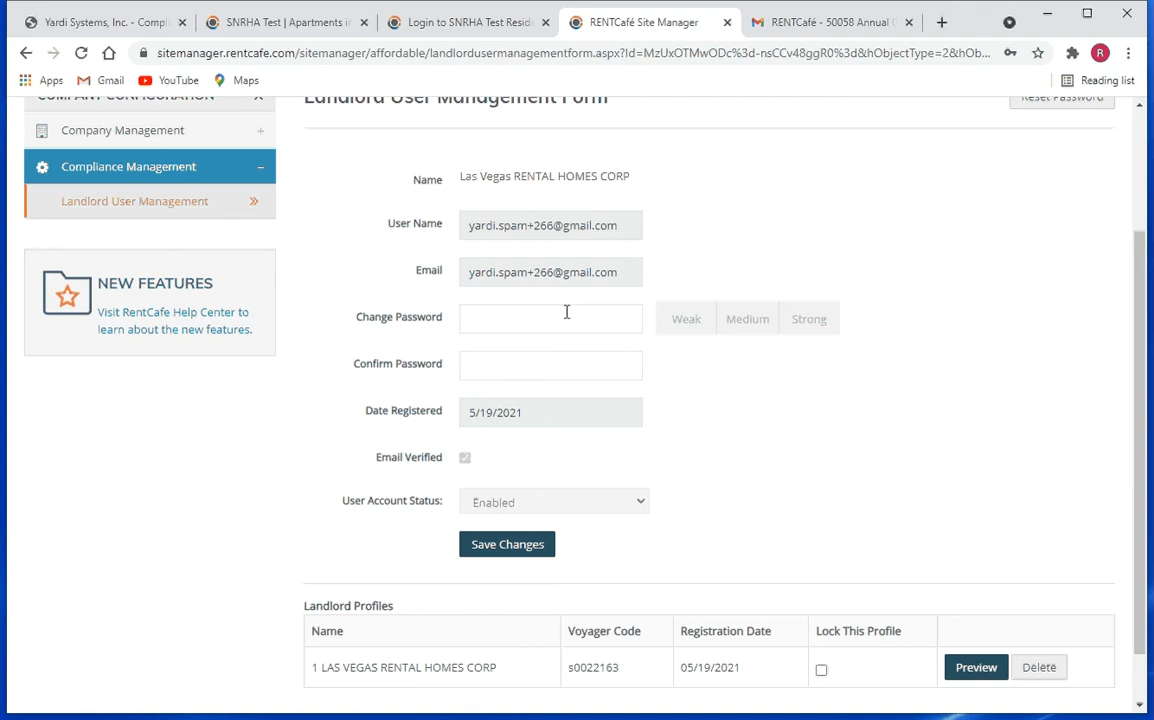 Yardi Systems, Inc. - Compli
SNRHA Test | Apartments i
Login to SNRHA Test Resid
RENTCafé Site Manager
RENTCafé - 50058 Annual C
sitemanager.rentcafe.com/sitemanager/affordable/landlordusermanagementform.aspx?Id=MzUxOTMwODc%3d-nsCCv48ggR0%3d&hObjectType=2&hOb...
R
Apps
Gmail
YouTube
Maps
Reading list
COMPANY CONFIGURATION
Company Management
Compliance Management
Landlord User Management
NEW FEATURES
Visit RentCafe Help Center to
learn about the new features.
Landlord User Management Form
Reset Password
Name Las Vegas RENTAL HOMES CORP
User Name yardi.spam+266@gmail.com
Email yardi.spam+266@gmail.com
Change Password Weak Medium Strong
Confirm Password
Date Registered 5/19/2021
Email Verified
User Account Status: Enabled
Save Changes
Landlord Profiles
Name Voyager Code Registration Date Lock This Profile
1 LAS VEGAS RENTAL HOMES CORP s0022163 05/19/2021 Preview Delete